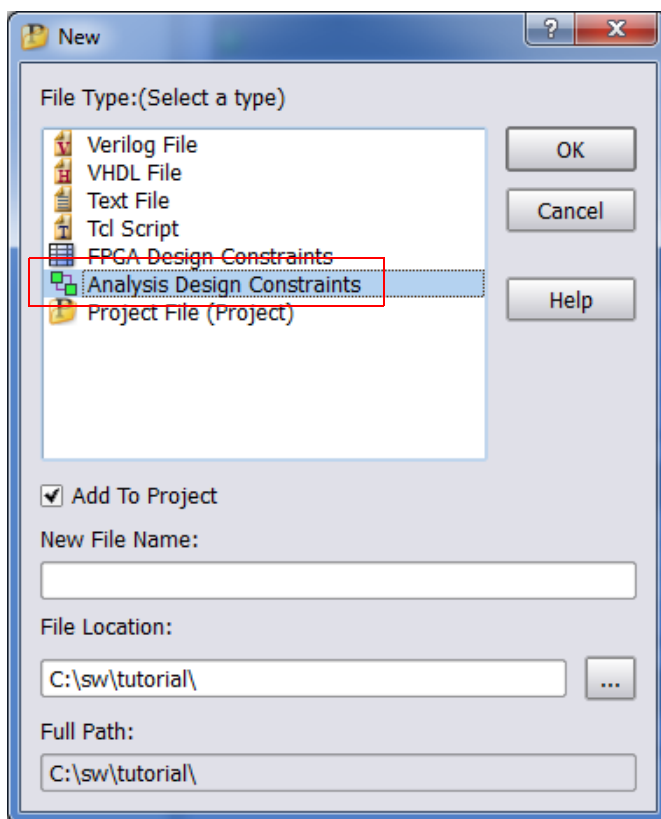 New
File Type:(Select a type)
Verilog File
VHDL File
Text File
Tcl Script
FPGA Design Constraints
Analysis Design Constraints
Project File (Project)
OK
Cancel
Help
Add To Project
New File Name:
File Location:
C:\sw\tutorial\
...
Full Path:
C:\sw\tutorial\